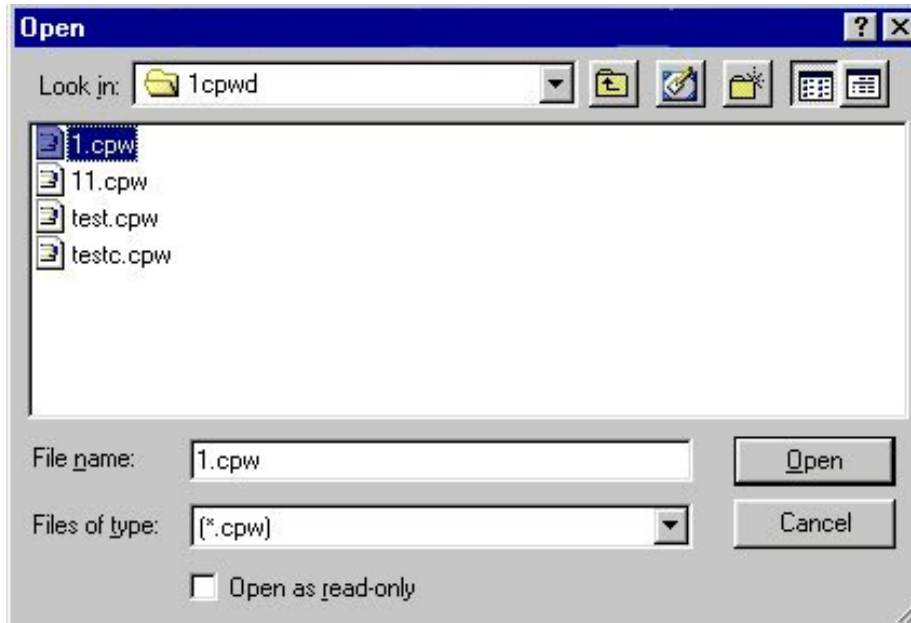 Open
Look in: 1cpwd
1.cpw
11.cpw
test.cpw
testc.cpw
File name: 1.cpw Open
Files of type: (*.cpw) Cancel
Open as read-only